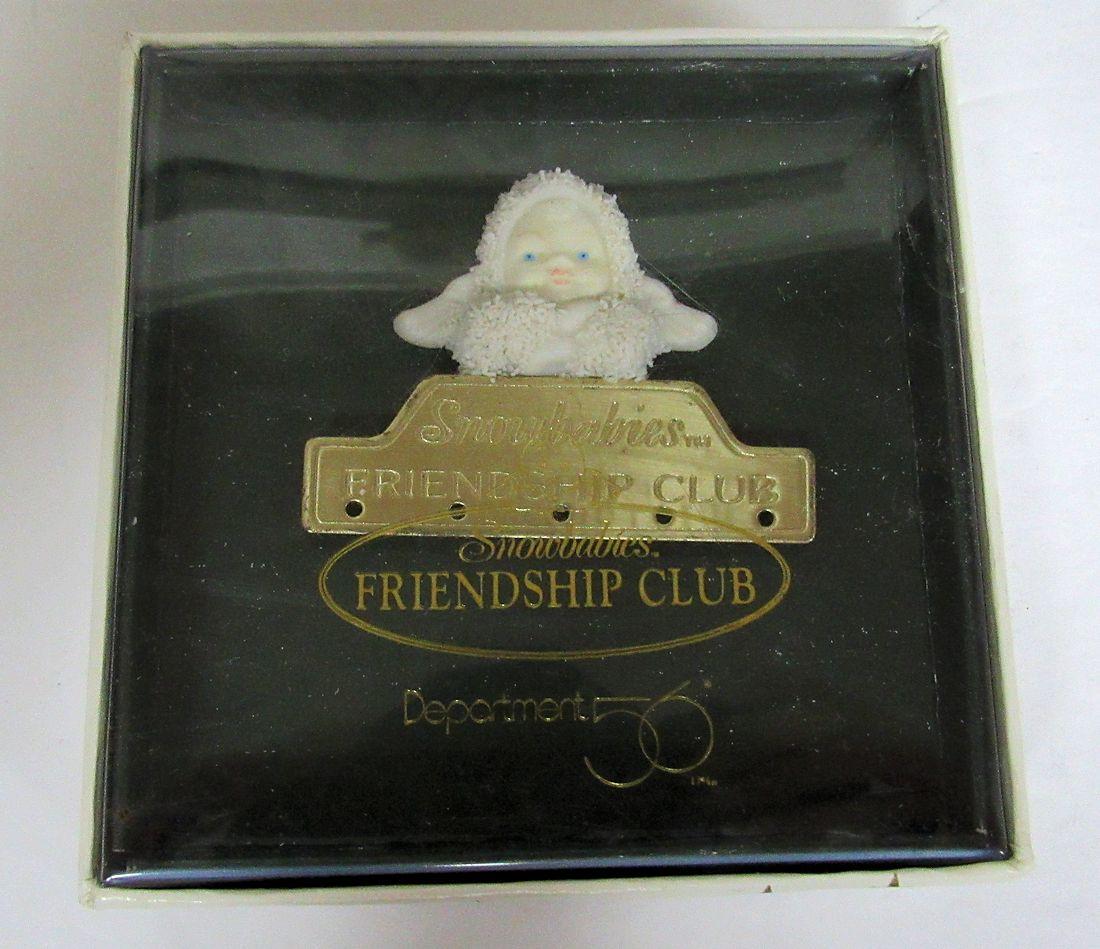 Snowbabies™
FRIENDSHIP CLUB
Snowbabies.
FRIENDSHIP CLUB
Department 56